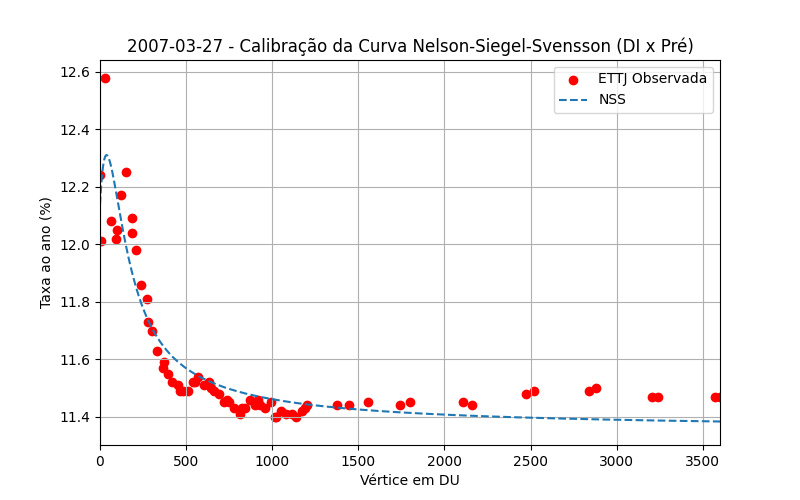 2007-03-27 - Calibração da Curva Nelson-Siegel-Svensson (DI x Pré)
ETTJ Observada
NSS
Taxa ao ano (%)
12.6
12.4
12.2
12.0
11.8
11.6
11.4
0 500 1000 1500 2000 2500 3000 3500
Vértice em DU